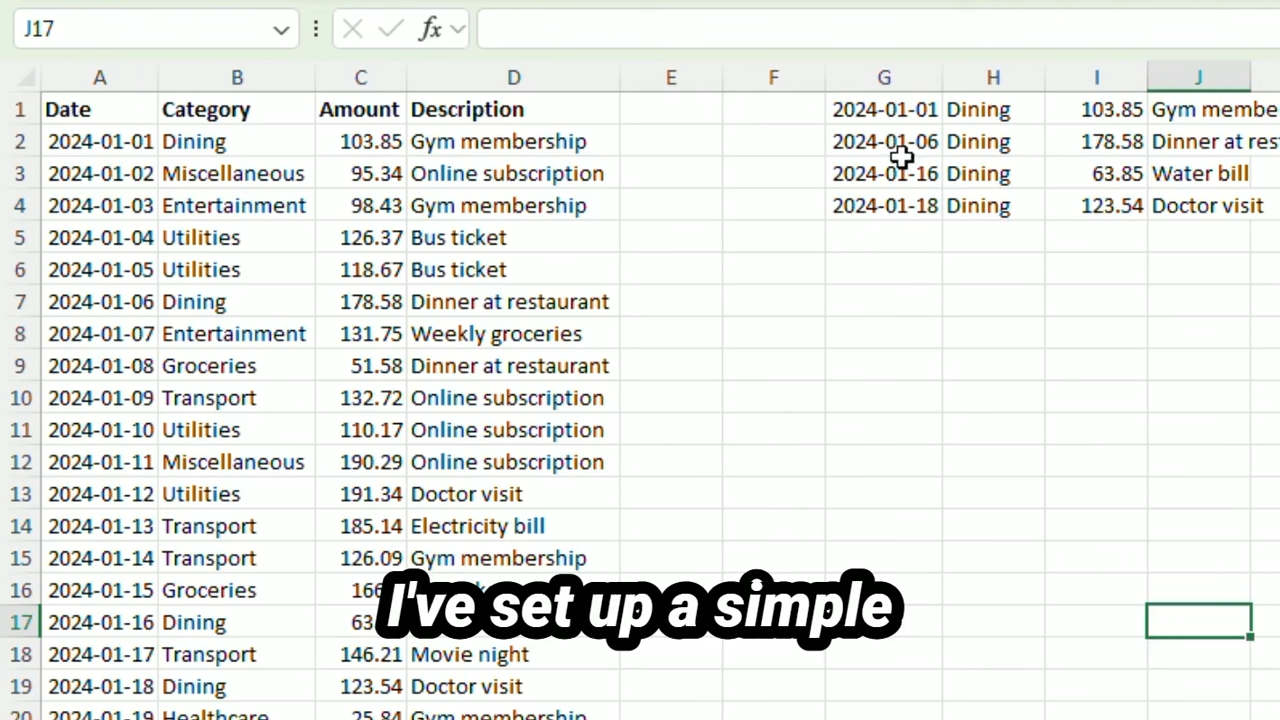 J17 fx
A B C D E F G H I J
1 Date Category Amount Description 2024-01-01 Dining 103.85 Gym membe
2 2024-01-01 Dining 103.85 Gym membership 2024-01-06 Dining 178.58 Dinner at res
3 2024-01-02 Miscellaneous 95.34 Online subscription 2024-01-16 Dining 63.85 Water bill
4 2024-01-03 Entertainment 98.43 Gym membership 2024-01-18 Dining 123.54 Doctor visit
5 2024-01-04 Utilities 126.37 Bus ticket
6 2024-01-05 Utilities 118.67 Bus ticket
7 2024-01-06 Dining 178.58 Dinner at restaurant
8 2024-01-07 Entertainment 131.75 Weekly groceries
9 2024-01-08 Groceries 51.58 Dinner at restaurant
10 2024-01-09 Transport 132.72 Online subscription
11 2024-01-10 Utilities 110.17 Online subscription
12 2024-01-11 Miscellaneous 190.29 Online subscription
13 2024-01-12 Utilities 191.34 Doctor visit
14 2024-01-13 Transport 185.14 Electricity bill
15 2024-01-14 Transport 126.09 Gym membership
16 2024-01-15 Groceries 166
I've set up a simple
17 2024-01-16 Dining 63
18 2024-01-17 Transport 146.21 Movie night
19 2024-01-18 Dining 123.54 Doctor visit
20 2024-01-19 Healthcare 25.84 Gym membership